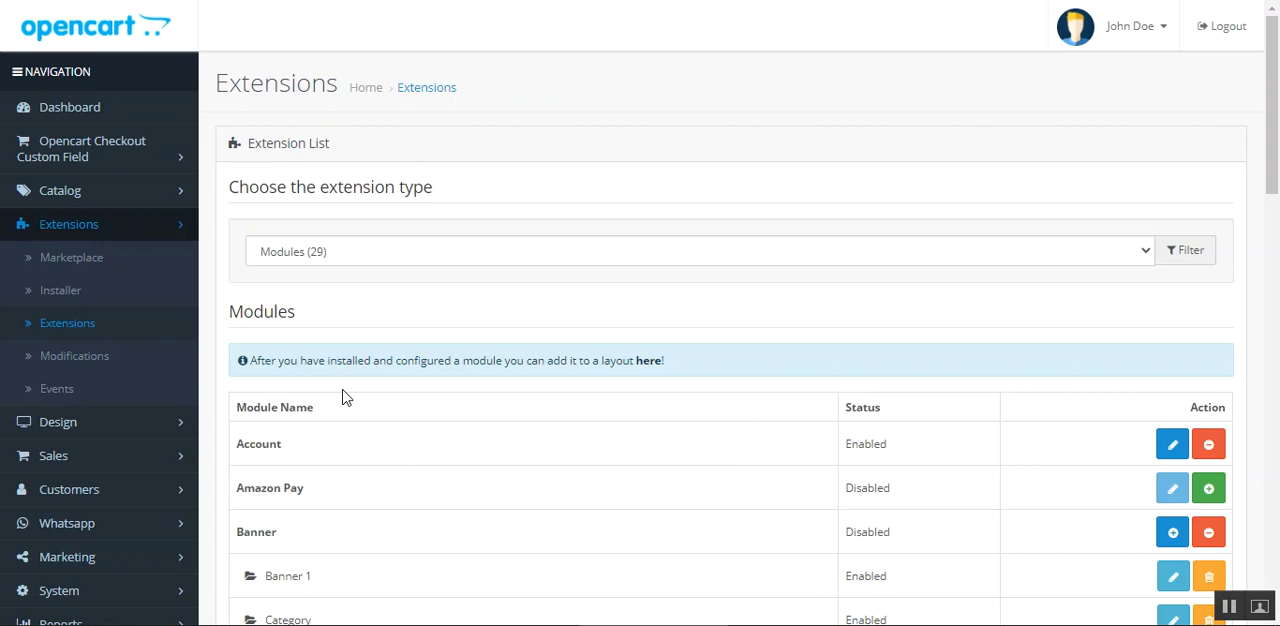 opencart
John Doe
Logout
NAVIGATION
Extensions
Home › Extensions
Dashboard
Opencart Checkout
Custom Field
Catalog
Extensions
» Marketplace
» Installer
» Extensions
» Modifications
» Events
Design
Sales
Customers
Whatsapp
Marketing
System
Reports
Extension List
Choose the extension type
Modules (29)
Filter
Modules
After you have installed and configured a module you can add it to a layout here!
Module Name Status Action
Account Enabled
Amazon Pay Disabled
Banner Disabled
Banner 1 Enabled
Category Enabled